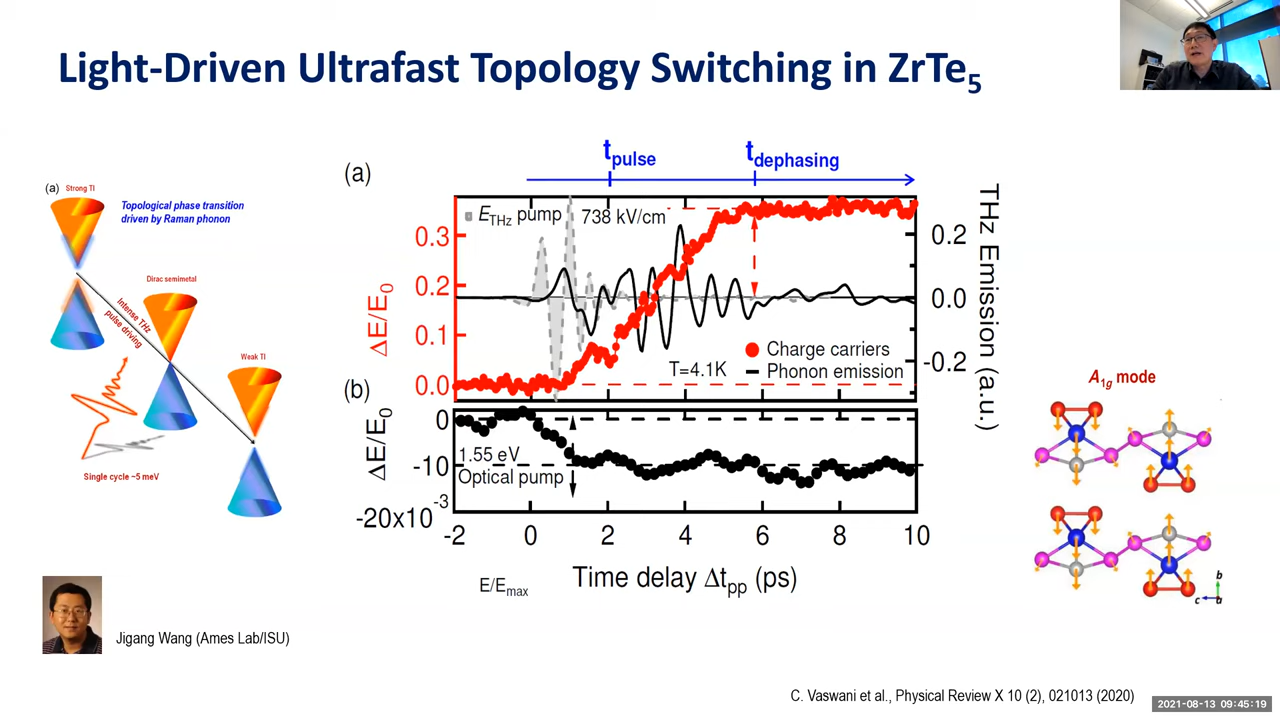 Light-Driven Ultrafast Topology Switching in ZrTe5
(a)
Strong TI
Topological phase transition
driven by Raman phonon
Dirac semimetal
Intense THz
pulse driving
Weak TI
Single cycle ~5 meV
(a)
tpulse
tdephasing
ETHz pump 738 kV/cm
0.3
0.2
0.1
0.0
ΔE/E0
0.2
0.0
-0.2
THz Emission (a.u.)
T=4.1K
Charge carriers
Phonon emission
(b)
ΔE/E0
0
-10
-20x10-3
1.55 eV
Optical pump
-2 0 2 4 6 8 10
E/Emax
Time delay Δtpp (ps)
A1g mode
b
c
a
Jigang Wang (Ames Lab/ISU)
C. Vaswani et al., Physical Review X 10 (2), 021013 (2020)
2021-08-13 09:45:19